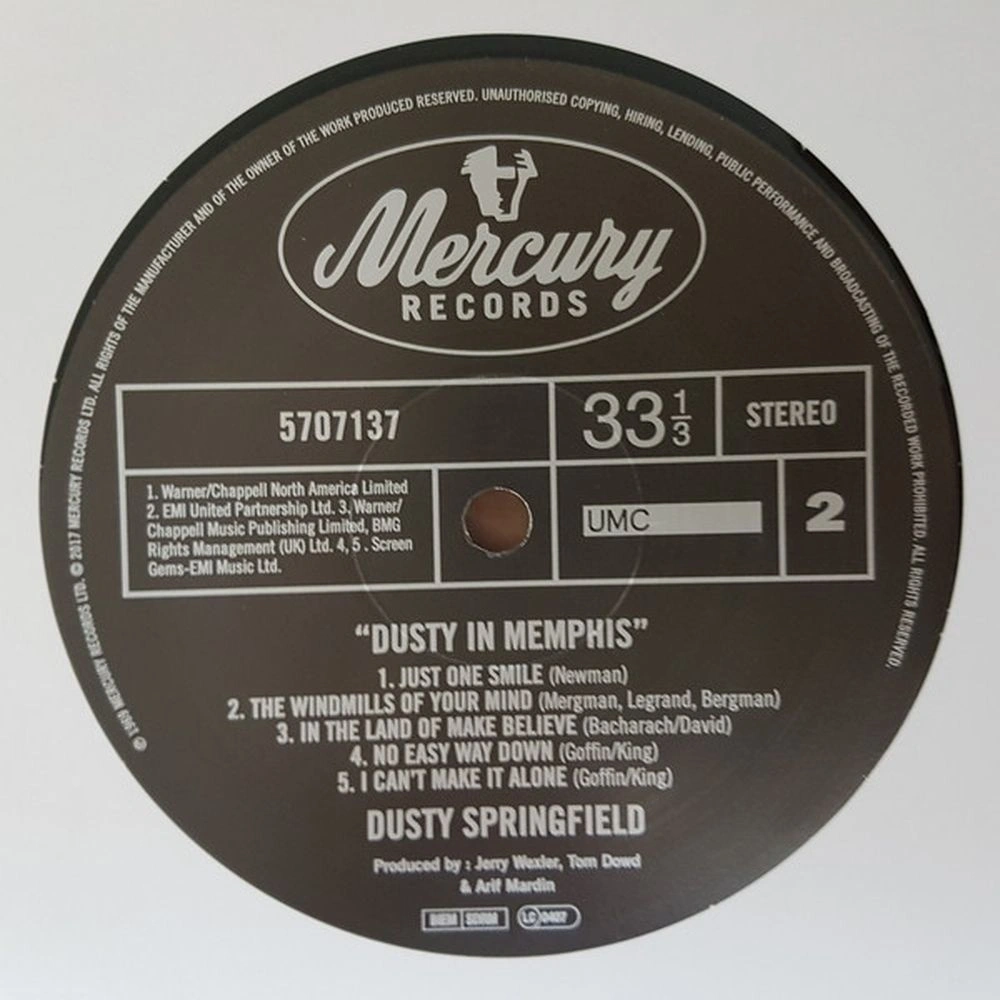 ℗ 1969 MERCURY RECORDS LTD. © 2017 MERCURY RECORDS LTD. ALL RIGHTS OF THE MANUFACTURER AND OF THE OWNER OF THE WORK PRODUCED RESERVED. UNAUTHORISED COPYING, HIRING, LENDING, PUBLIC PERFORMANCE AND BROADCASTING OF THE RECORDED WORK PROHIBITED. ALL RIGHTS RESERVED.
Mercury
RECORDS
5707137
33 1/3
STEREO
1. Warner/Chappell North America Limited
2. EMI United Partnership Ltd. 3. Warner/
Chappell Music Publishing Limited, BMG
Rights Management (UK) Ltd. 4, 5 . Screen
Gems-EMI Music Ltd.
UMC
2
“DUSTY IN MEMPHIS”
1. JUST ONE SMILE (Newman)
2. THE WINDMILLS OF YOUR MIND (Mergman, Legrand, Bergman)
3. IN THE LAND OF MAKE BELIEVE (Bacharach/David)
4. NO EASY WAY DOWN (Goffin/King)
5. I CAN'T MAKE IT ALONE (Goffin/King)
DUSTY SPRINGFIELD
Produced by : Jerry Wexler, Tom Dowd
& Arif Mardin
BIEM SDRM LC 0407